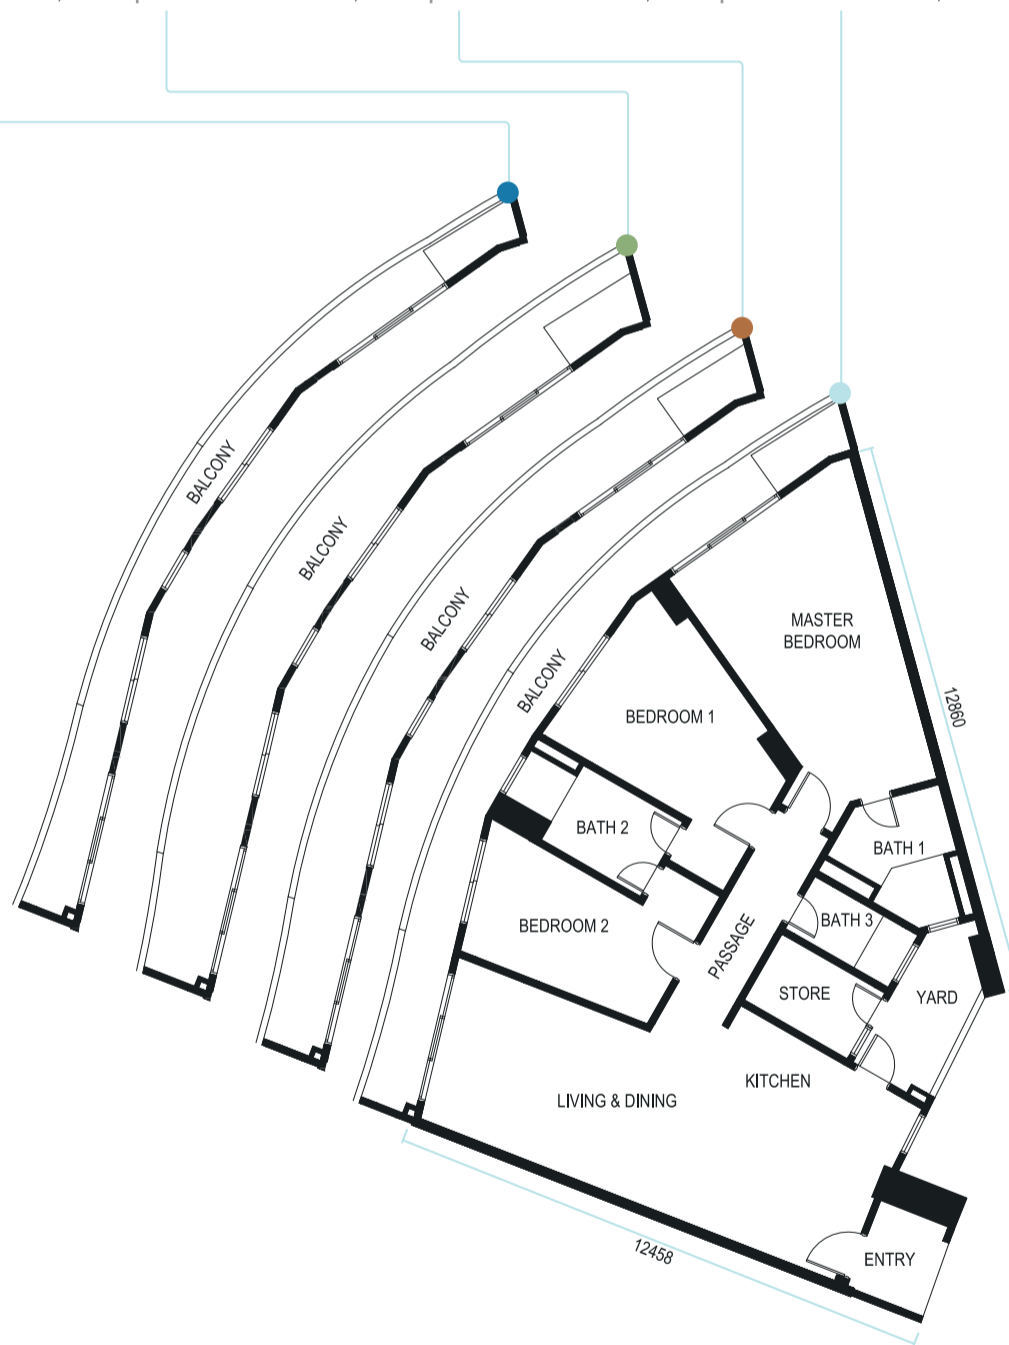 BALCONY
BALCONY
BALCONY
BALCONY
MASTER
BEDROOM
12860
BEDROOM 1
BATH 2
BATH 1
BATH 3
BEDROOM 2
PASSAGE
STORE
YARD
KITCHEN
LIVING & DINING
12458
ENTRY